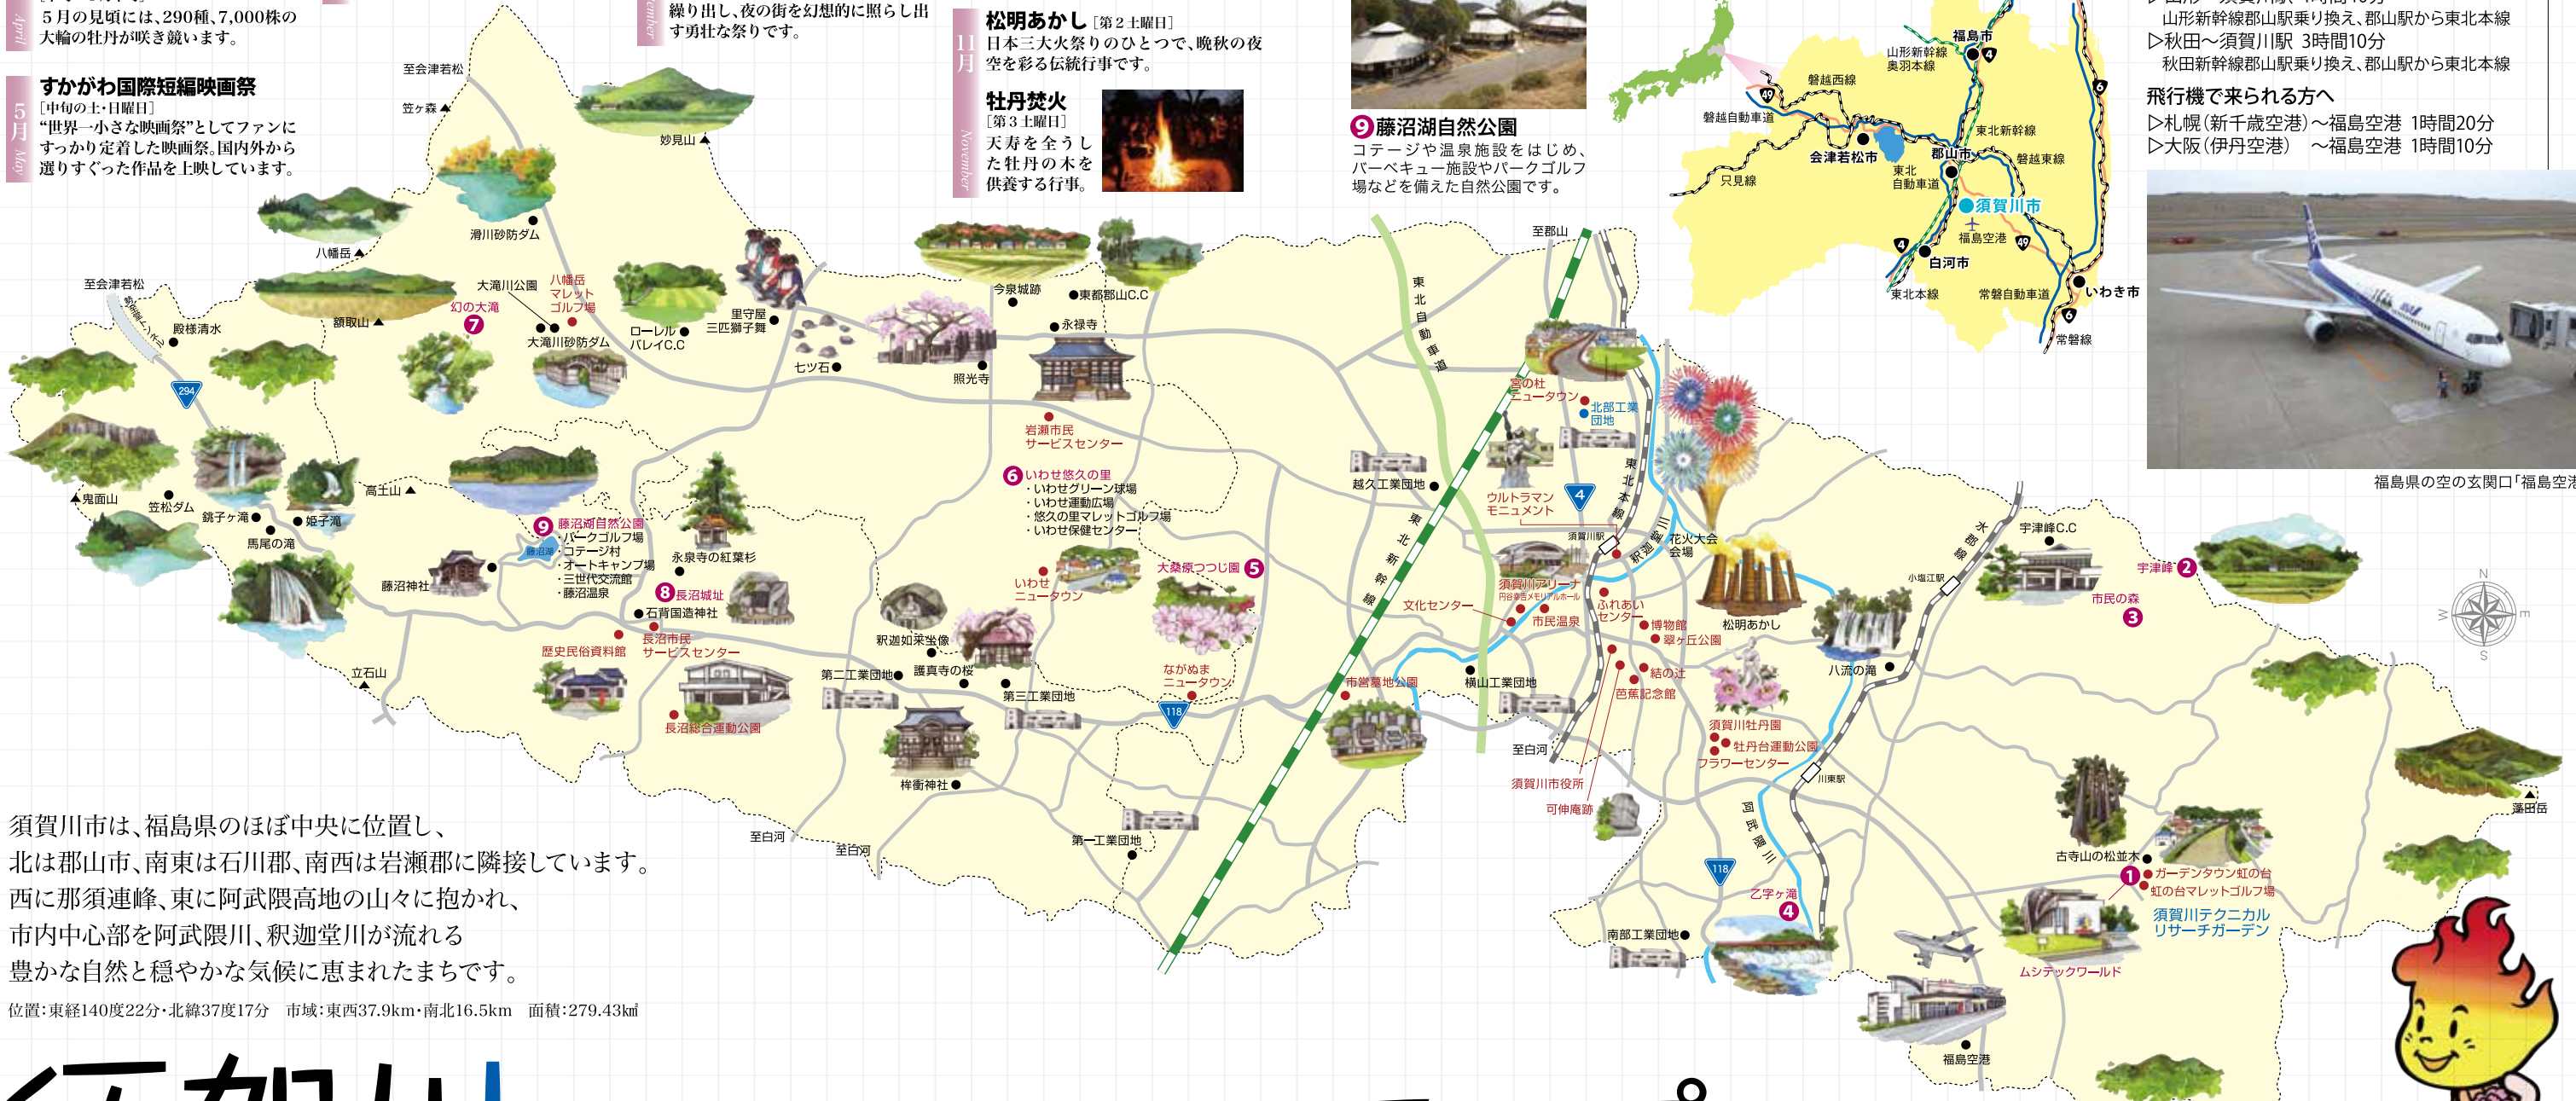 April
５月の見頃には、290種、7,000株の
大輪の牡丹が咲き競います。
5月
May
すかがわ国際短編映画祭
［中旬の土・日曜日］
“世界一小さな映画祭”としてファンに
すっかり定着した映画祭。国内外から
選りすぐった作品を上映しています。
繰り出し、夜の街を幻想的に照らし出
す勇壮な祭りです。
11月
November
松明あかし［第２土曜日］
日本三大火祭りのひとつで、晩秋の夜
空を彩る伝統行事です。
牡丹焚火
［第３土曜日］
天寿を全うし
た牡丹の木を
供養する行事。
9藤沼湖自然公園
コテージや温泉施設をはじめ、
バーベキュー施設やパークゴルフ
場などを備えた自然公園です。
山形新幹線郡山駅乗り換え、郡山駅から東北本線
▷秋田〜須賀川駅 3時間10分
秋田新幹線郡山駅乗り換え、郡山駅から東北本線
飛行機で来られる方へ
▷札幌（新千歳空港）〜福島空港 1時間20分
▷大阪（伊丹空港）　〜福島空港 1時間10分
福島県の空の玄関口「福島空
福島市
4
山形新幹線
奥羽本線
磐越西線
49
磐越自動車道
6
東北新幹線
会津若松市
郡山市
磐越東線
東北
自動車道
只見線
須賀川市
福島空港
4
49
白河市
東北本線
常磐自動車道
いわき市
6
常磐線
至会津若松
笠ヶ森
妙見山
滑川砂防ダム
八幡岳
至会津若松
殿様清水
額取山
幻の大滝
7
大滝川公園
八幡岳
マレット
ゴルフ場
大滝川砂防ダム
ローレル
バレイC.C
里守屋
三匹獅子舞
七ツ石
今泉城跡
東都郡山C.C
永禄寺
照光寺
294
岩瀬市民
サービスセンター
6いわせ悠久の里
・いわせグリーン球場
・いわせ運動広場
・悠久の里マレットゴルフ場
・いわせ保健センター
鬼面山
笠松ダム
銚子ヶ滝
姫子滝
馬尾の滝
高土山
9
藤沼湖自然公園
・パークゴルフ場
・コテージ村
・オートキャンプ場
・三世代交流館
・藤沼温泉
藤沼湖
藤沼神社
永泉寺の紅葉杉
8長沼城址
石背国造神社
長沼市民
サービスセンター
歴史民俗資料館
立石山
長沼総合運動公園
いわせ
ニュータウン
大桑原つつじ園5
釈迦如来坐像
護真寺の桜
第二工業団地
第三工業団地
ながぬま
ニュータウン
118
桙衝神社
至白河
至白河
第一工業団地
至郡山
東北自動車道
宮の杜
ニュータウン
北部工業
団地
越久工業団地
ウルトラマン
モニュメント
4
東北本線
東北新幹線
須賀川駅
釈迦堂川
花火大会
会場
須賀川アリーナ
円谷幸吉メモリアルホール
文化センター
市民温泉
ふれあい
センター
博物館
翠ヶ丘公園
松明あかし
市営墓地公園
横山工業団地
結の辻
芭蕉記念館
至白河
須賀川市役所
可伸庵跡
須賀川牡丹園
牡丹台運動公園
フラワーセンター
阿武隈川
118
乙字ヶ滝
4
南部工業団地
八流の滝
川東駅
水郡線
小塩江駅
宇津峰C.C
宇津峰2
市民の森
3
N
W
E
S
蓬田岳
古寺山の松並木
1
ガーデンタウン虹の台
虹の台マレットゴルフ場
須賀川テクニカル
リサーチガーデン
ムシテックワールド
福島空港
須賀川市は、福島県のほぼ中央に位置し、
北は郡山市、南東は石川郡、南西は岩瀬郡に隣接しています。
西に那須連峰、東に阿武隈高地の山々に抱かれ、
市内中心部を阿武隈川、釈迦堂川が流れる
豊かな自然と穏やかな気候に恵まれたまちです。
位置：東経140度22分・北緯37度17分　市域：東西37.9km・南北16.5km　面積：279.43㎢